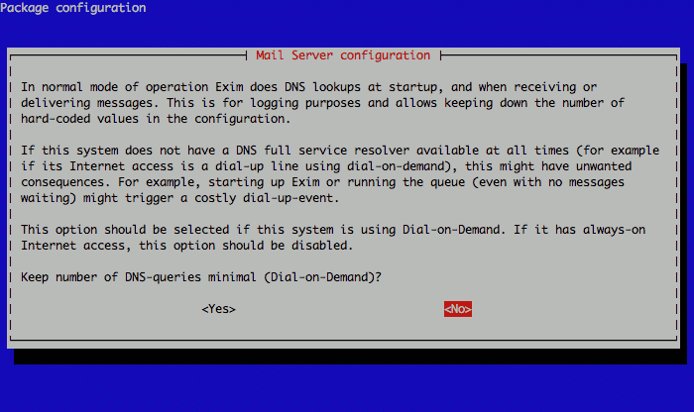 Package configuration
Mail Server configuration
In normal mode of operation Exim does DNS lookups at startup, and when receiving or
delivering messages. This is for logging purposes and allows keeping down the number of
hard-coded values in the configuration.
If this system does not have a DNS full service resolver available at all times (for example
if its Internet access is a dial-up line using dial-on-demand), this might have unwanted
consequences. For example, starting up Exim or running the queue (even with no messages
waiting) might trigger a costly dial-up-event.
This option should be selected if this system is using Dial-on-Demand. If it has always-on
Internet access, this option should be disabled.
Keep number of DNS-queries minimal (Dial-on-Demand)?
<Yes> <No>